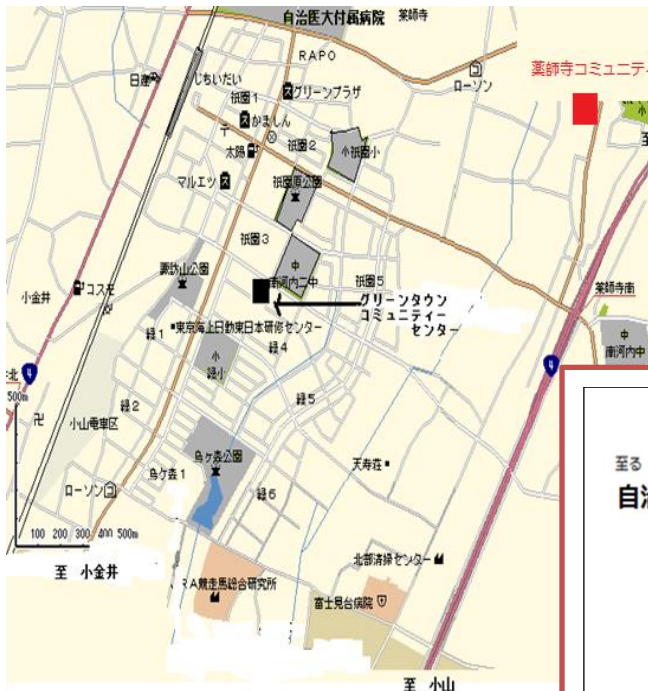 自治医大付属病院
薬師寺
RAPO
ローソン
薬師寺コミュニテ
日産
じちいだい
祇園1
グリーンプラザ
かましん
祇園2
小祇園小
太陽
マルエツ
祇園原公園
祇園3
中
南河内二中
諏訪山公園
祇園5
薬師寺南
小金井
コスモ
グリーンタウン
コミュニティー
センター
東京海上日動東日本研修センター
緑1
緑4
中
南河内中
小
緑小
4
4
北
500m
緑2
緑5
小山電車区
卍
至る
自治
烏ヶ森公園
烏ヶ森1
天寿荘
ローソン
緑6
100 200 300 400 500m
至 小金井
北部清掃センター
RA競走馬総合研究所
富士見台病院
至 小山